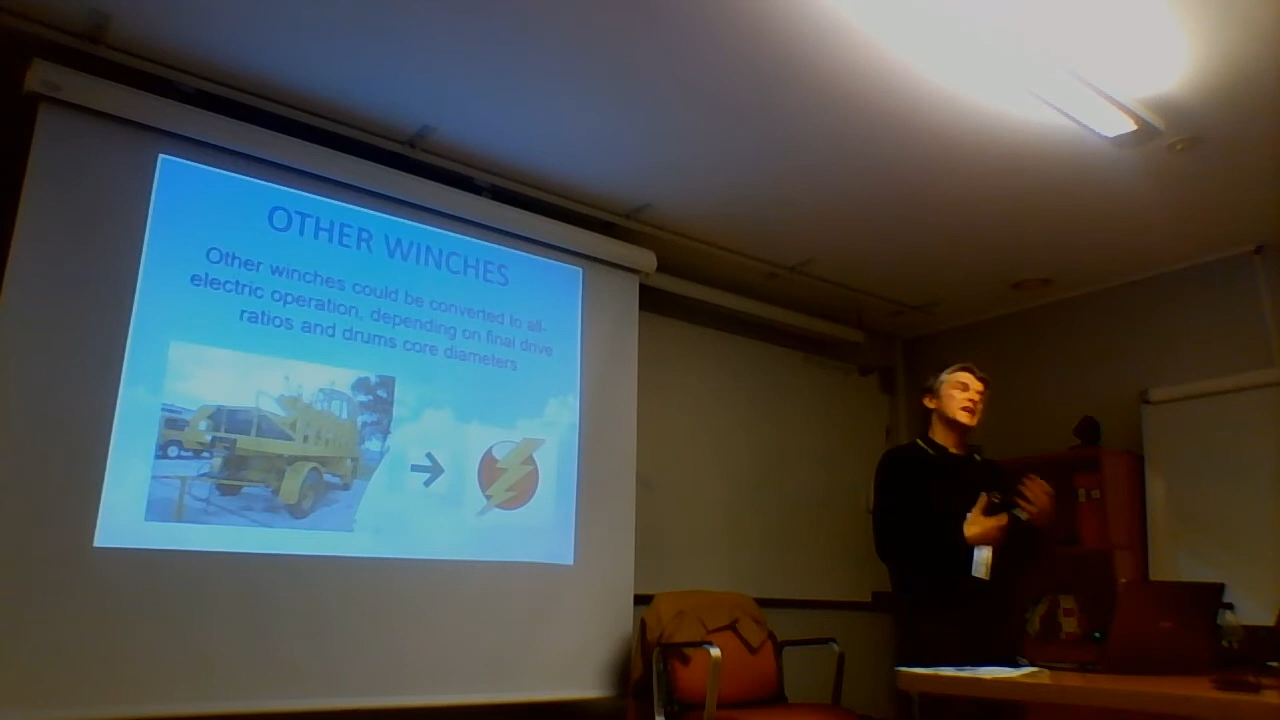 OTHER WINCHES
Other winches could be converted to all-
electric operation, depending on final drive
ratios and drums core diameters